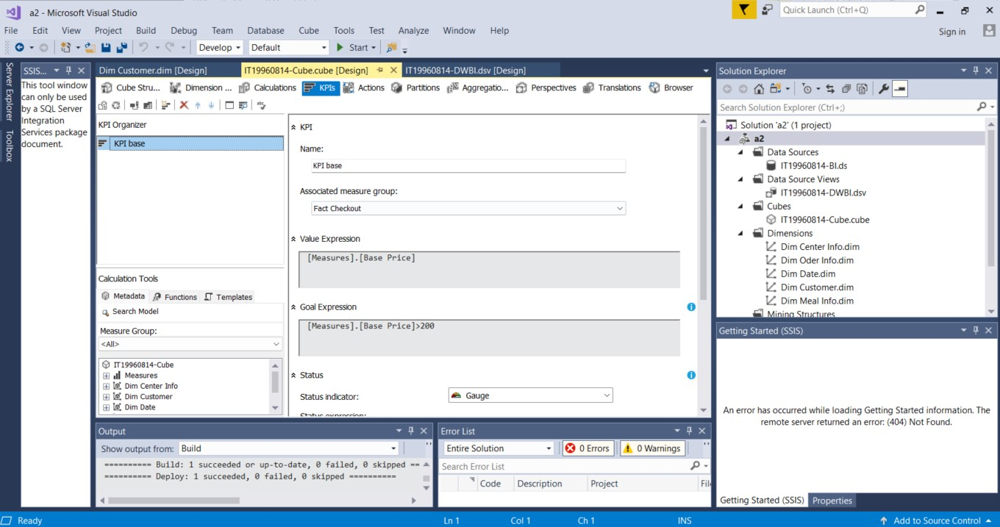 a2 - Microsoft Visual Studio
Quick Launch (Ctrl+Q)
File Edit View Project Build Debug Team Database Cube Tools Test Analyze Window Help
Sign in
Develop Default Start
Server Explorer
Toolbox
SSIS...
This tool window
can only be used
by a SQL Server
Integration
Services package
document.
Dim Customer.dim [Design] IT19960814-Cube.cube [Design] IT19960814-DWBI.dsv [Design]
Cube Stru... Dimension ... Calculations KPIs Actions Partitions Aggregatio... Perspectives Translations Browser
KPI Organizer
KPI base
Calculation Tools
Metadata Functions Templates
Search Model
Measure Group:
<All>
IT19960814-Cube
Measures
Dim Center Info
Dim Customer
Dim Date
KPI
Name:
KPI base
Associated measure group:
Fact Checkout
Value Expression
[Measures].[Base Price]
Goal Expression
[Measures].[Base Price]>200
Status
Status indicator:
Gauge
Status expression:
Output
Show output from: Build
========== Build: 1 succeeded or up-to-date, 0 failed, 0 skipped ==
========== Deploy: 1 succeeded, 0 failed, 0 skipped ==========
Error List
Entire Solution 0 Errors 0 Warnings
Search Error List
Code Description Project Fil
Solution Explorer
Search Solution Explorer (Ctrl+;)
Solution 'a2' (1 project)
a2
Data Sources
IT19960814-BI.ds
Data Source Views
IT19960814-DWBI.dsv
Cubes
IT19960814-Cube.cube
Dimensions
Dim Center Info.dim
Dim Oder Info.dim
Dim Date.dim
Dim Customer.dim
Dim Meal Info.dim
Mining Structures
Getting Started (SSIS)
An error has occurred while loading Getting Started information. The
remote server returned an error: (404) Not Found.
Getting Started (SSIS) Properties
Ready Ln 1 Col 1 Ch 1 INS Add to Source Control